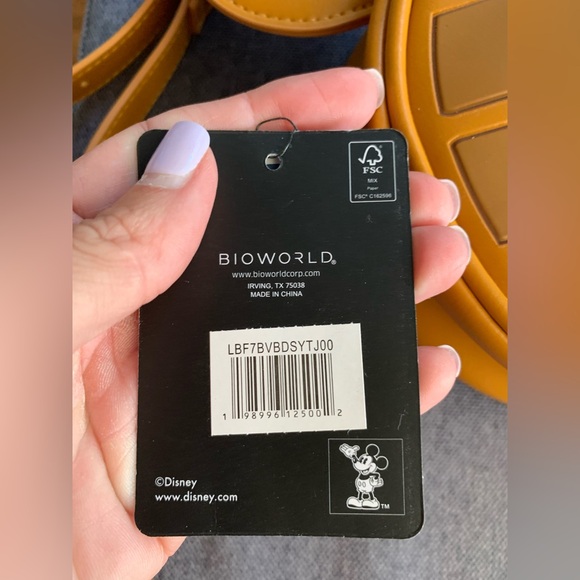 FSC
MIX
Paper
FSC® C162596
BIOWORLD®
www.bioworldcorp.com
IRVING, TX 75038
MADE IN CHINA
LBF7BVBDSYTJ00
1 98996 12500 2
©Disney
www.disney.com
TM